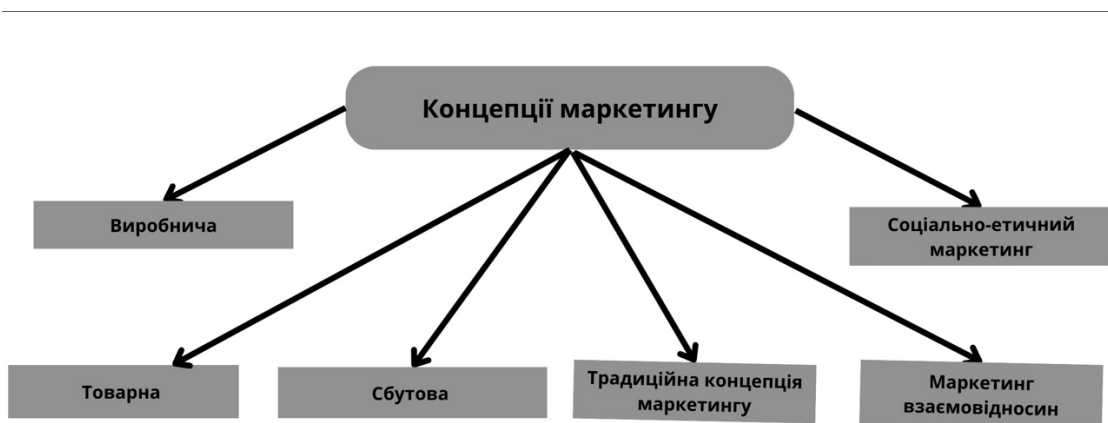 Концепції маркетингу
Виробнича
Соціально-етичний
маркетинг
Товарна
Сбутова
Традиційна концепція
маркетингу
Маркетинг
взаємовідносин